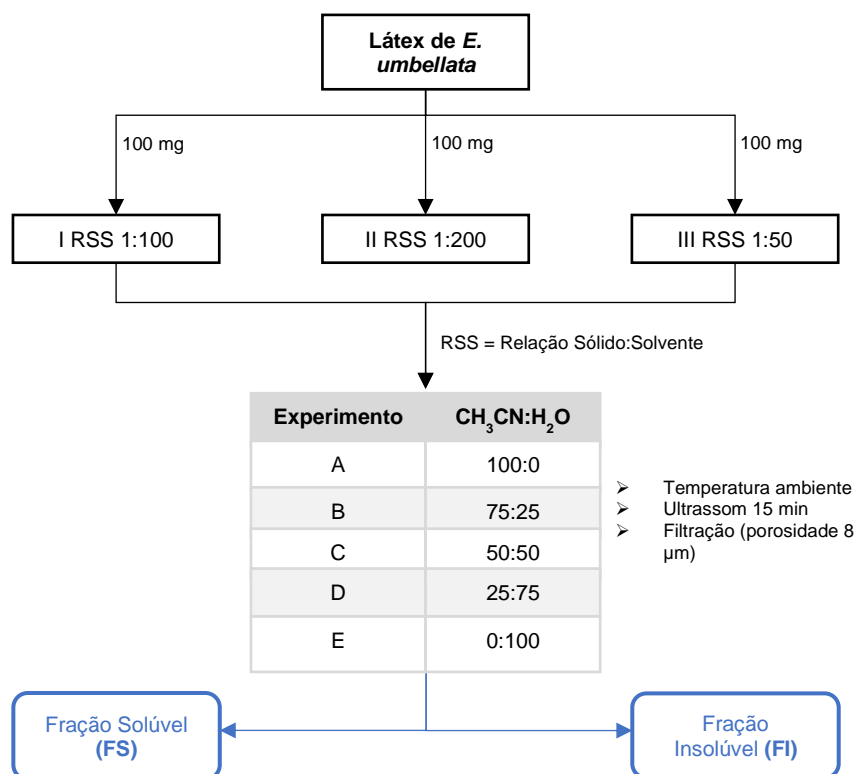 Látex de E.
umbellata
100 mg
100 mg
100 mg
I RSS 1:100
II RSS 1:200
III RSS 1:50
RSS = Relação Sólido:Solvente
Experimento CH₃CN:H₂O
A 100:0
B 75:25
C 50:50
D 25:75
E 0:100
➢ Temperatura ambiente
➢ Ultrassom 15 min
➢ Filtração (porosidade 8
µm)
Fração Solúvel
(FS)
Fração
Insolúvel (FI)